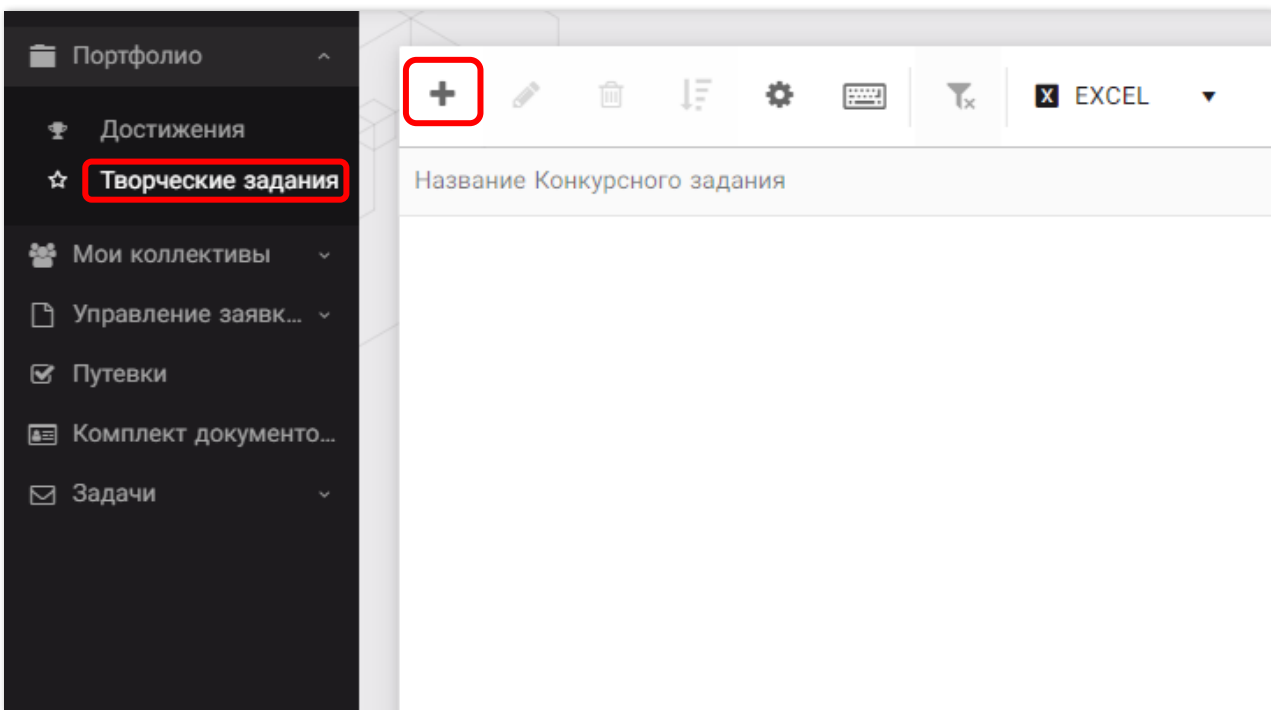 Портфолио
Достижения
Творческие задания
Мои коллективы
Управление заявк...
Путевки
Комплект документо...
Задачи
X EXCEL
Название Конкурсного задания